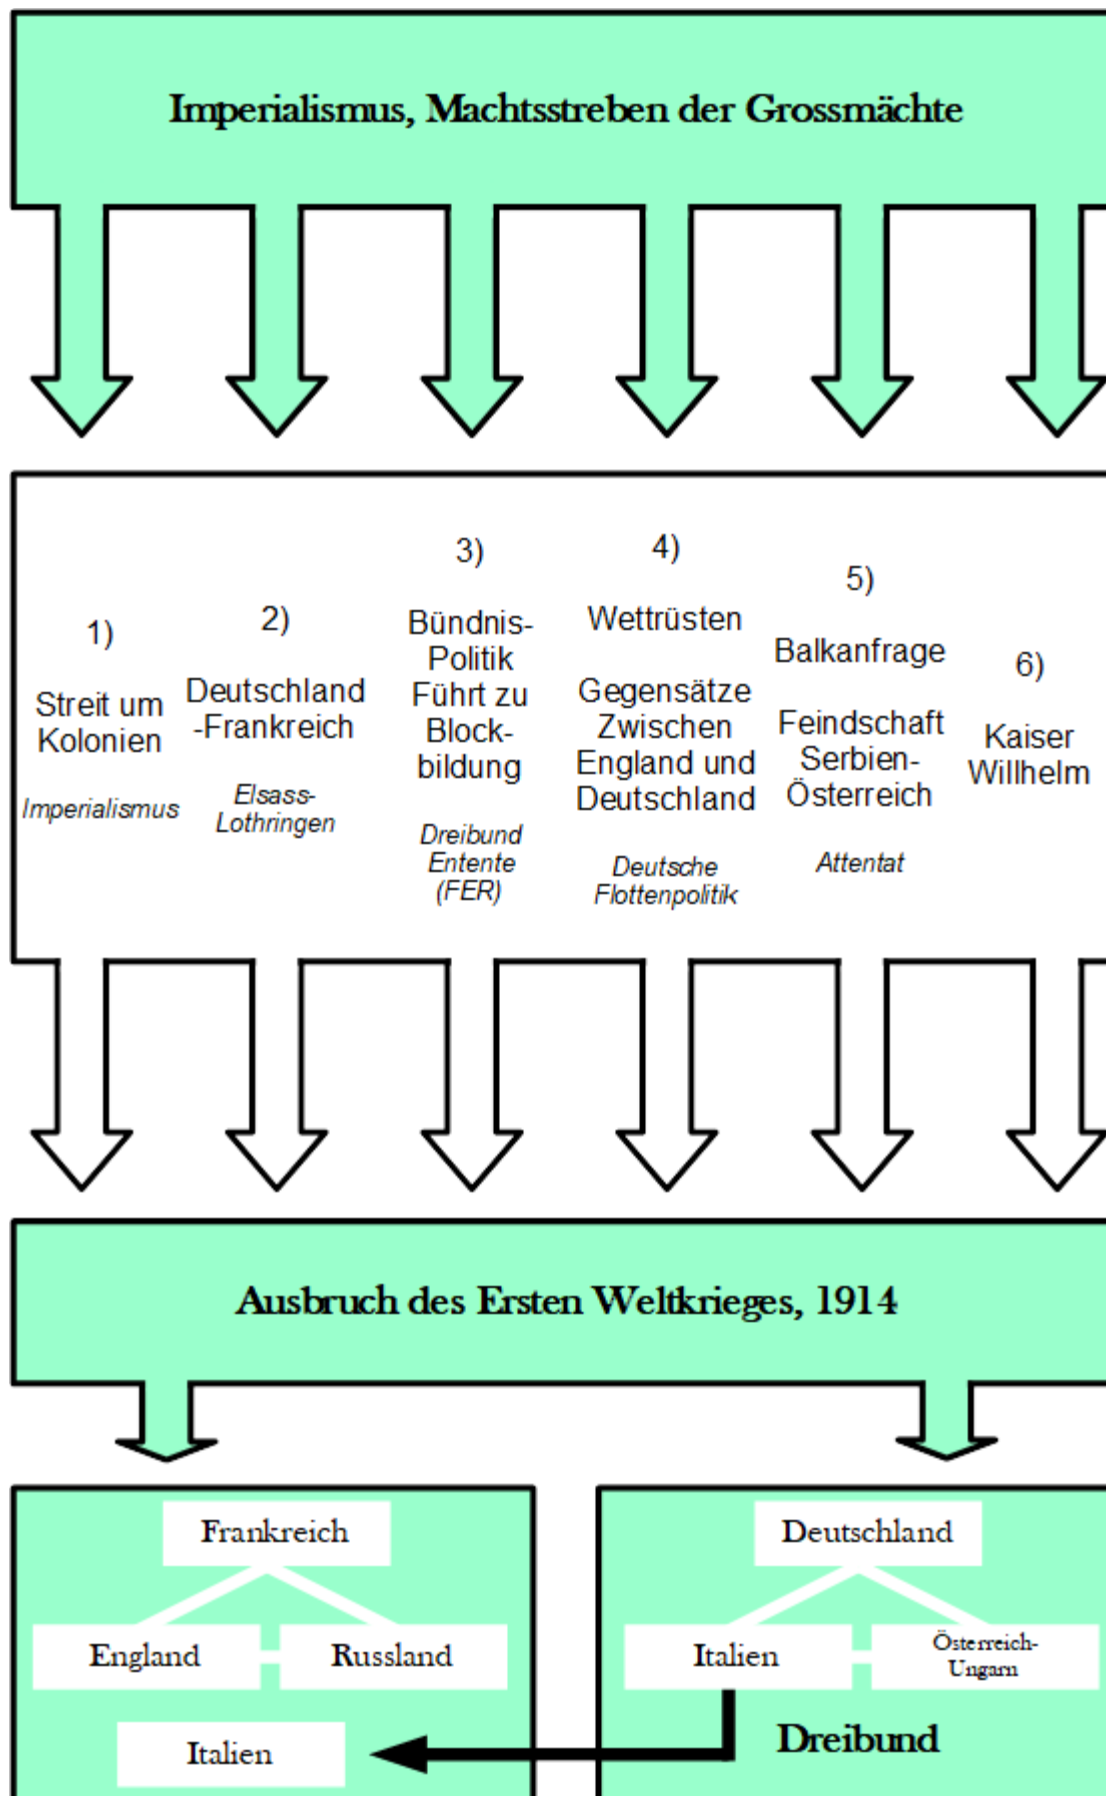 Imperialismus, Machtsstreben der Grossmächte
1)
Streit um
Kolonien
Imperialismus
2)
Deutschland
-Frankreich
Elsass-
Lothringen
3)
Bündnis-
Politik
Führt zu
Block-
bildung
Dreibund
Entente
(FER)
4)
Wettrüsten
Gegensätze
Zwischen
England und
Deutschland
Deutsche
Flottenpolitik
5)
Balkanfrage
Feindschaft
Serbien-
Österreich
Attentat
6)
Kaiser
Willhelm
Ausbruch des Ersten Weltkrieges, 1914
Frankreich
England
Russland
Italien
Deutschland
Italien
Österreich-
Ungarn
Dreibund